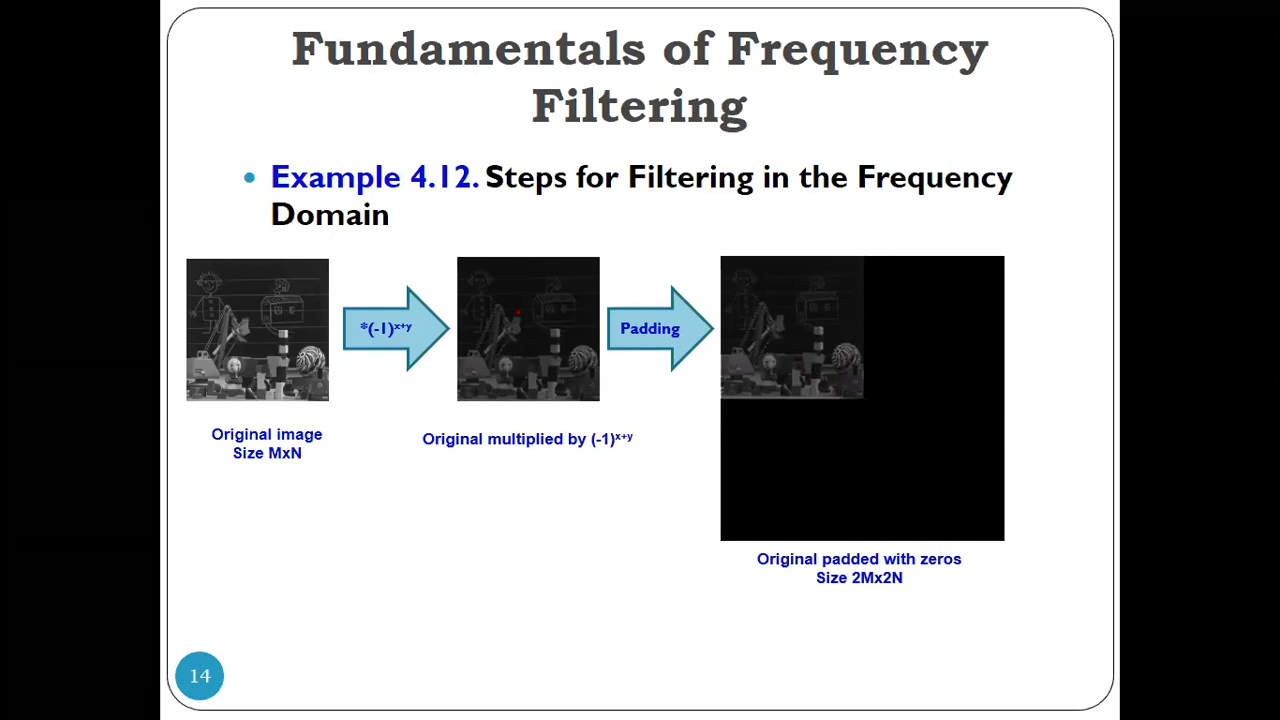 Fundamentals of Frequency
Filtering
• Example 4.12. Steps for Filtering in the Frequency
Domain
*(-1)ˣ⁺ʸ
Padding
Original image
Size MxN
Original multiplied by (-1)ˣ⁺ʸ
Original padded with zeros
Size 2Mx2N
14